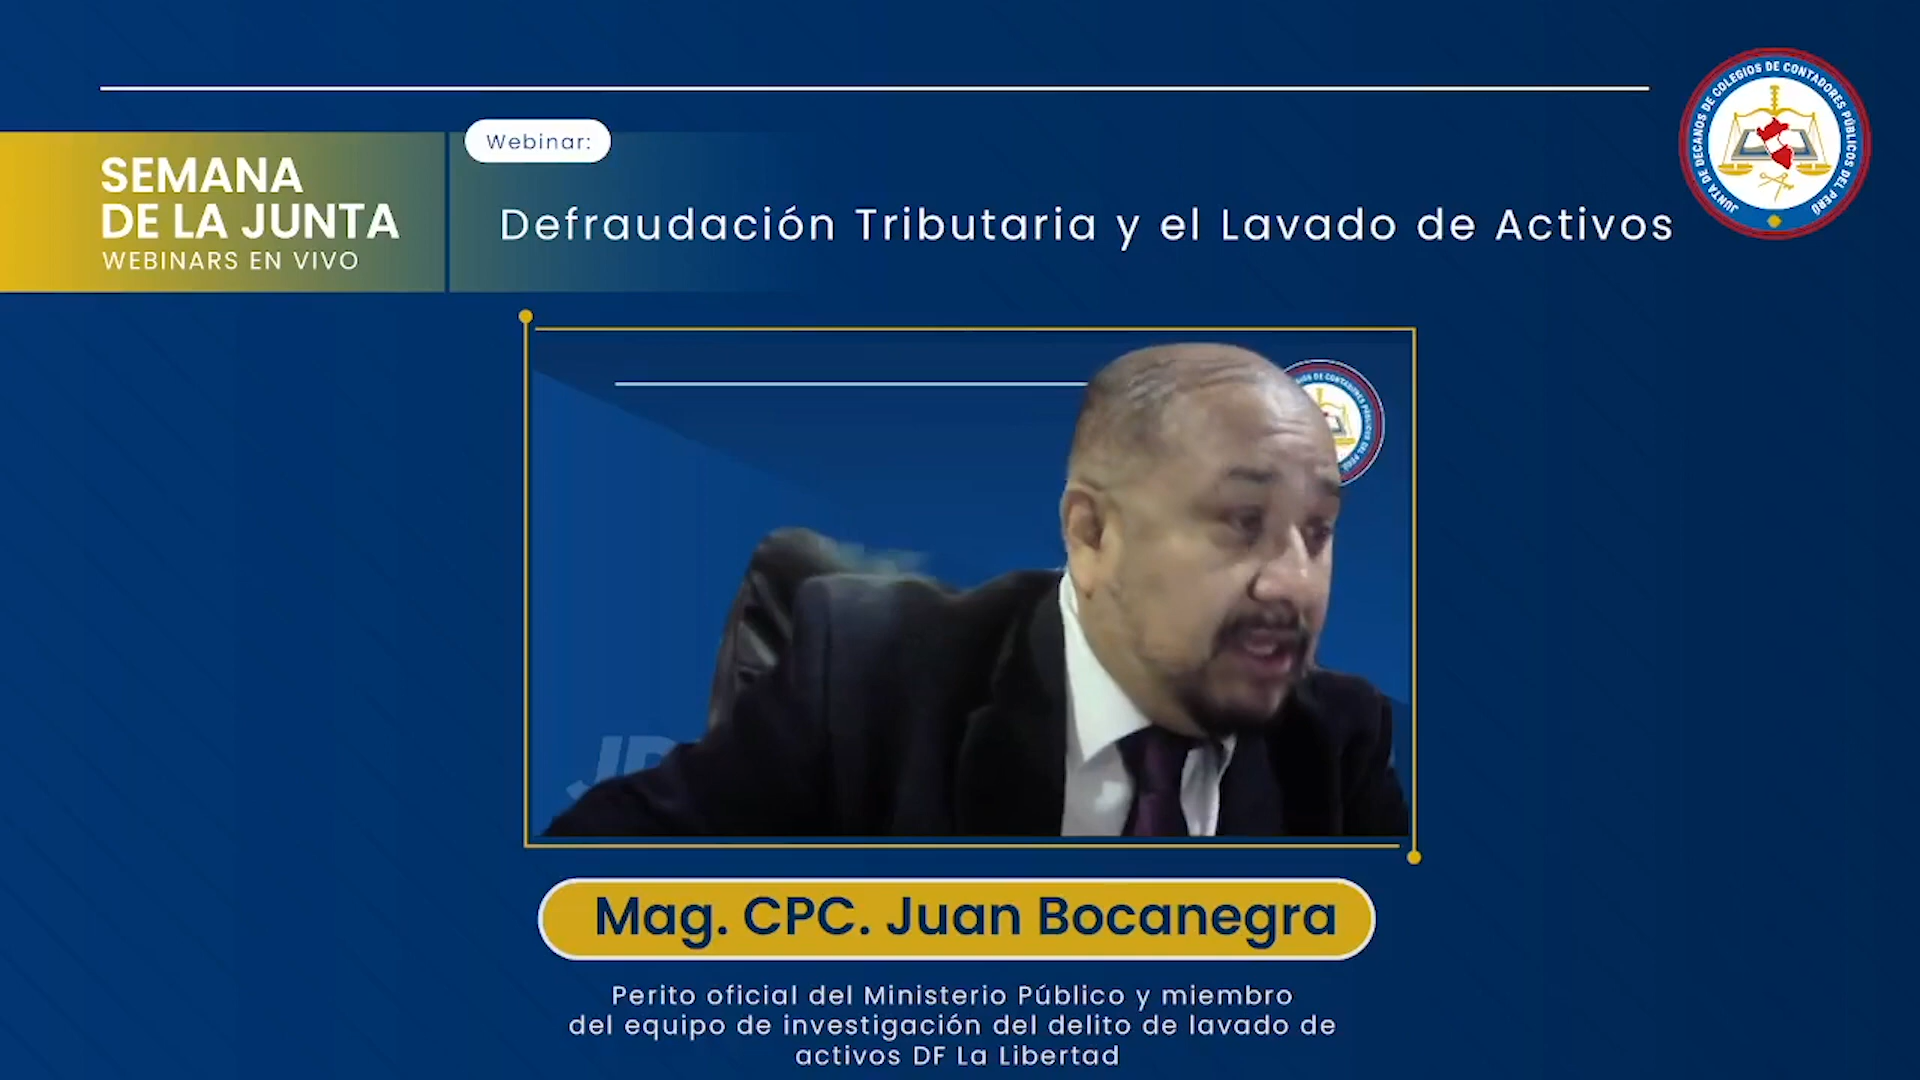 SEMANA
DE LA JUNTA
WEBINARS EN VIVO
Webinar:
Defraudación Tributaria y el Lavado de Activos
JUNTA DE DECANOS DE COLEGIOS DE CONTADORES PÚBLICOS DEL PERÚ
Mag. CPC. Juan Bocanegra
Perito oficial del Ministerio Público y miembro
del equipo de investigación del delito de lavado de
activos DF La Libertad